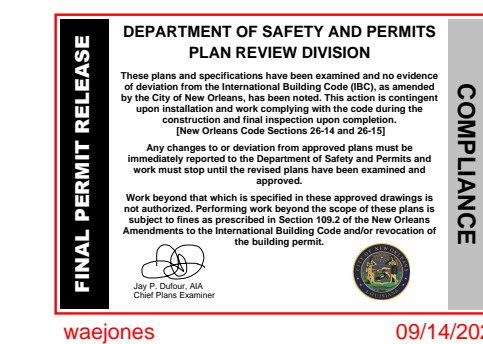 FINAL PERMIT RELEASE
DEPARTMENT OF SAFETY AND PERMITS
PLAN REVIEW DIVISION
These plans and specifications have been examined and no evidence
of deviation from the International Building Code (IBC), as amended
by the City of New Orleans, has been noted. This action is contingent
upon installation and work complying with the code during the
construction and final inspection upon completion.
[New Orleans Code Sections 26-14 and 26-15]
Any changes to or deviation from approved plans must be
immediately reported to the Department of Safety and Permits and
work must stop until the revised plans have been examined and
approved.
Work beyond that which is specified in these approved drawings is
not authorized. Performing work beyond the scope of these plans is
subject to fines as prescribed in Section 109.2 of the New Orleans
Amendments to the International Building Code and/or revocation of
the building permit.
Jay P. Dufour, AIA
Chief Plans Examiner
CITY OF NEW ORLEANS
LOUISIANA
COMPLIANCE
waejones
09/14/202